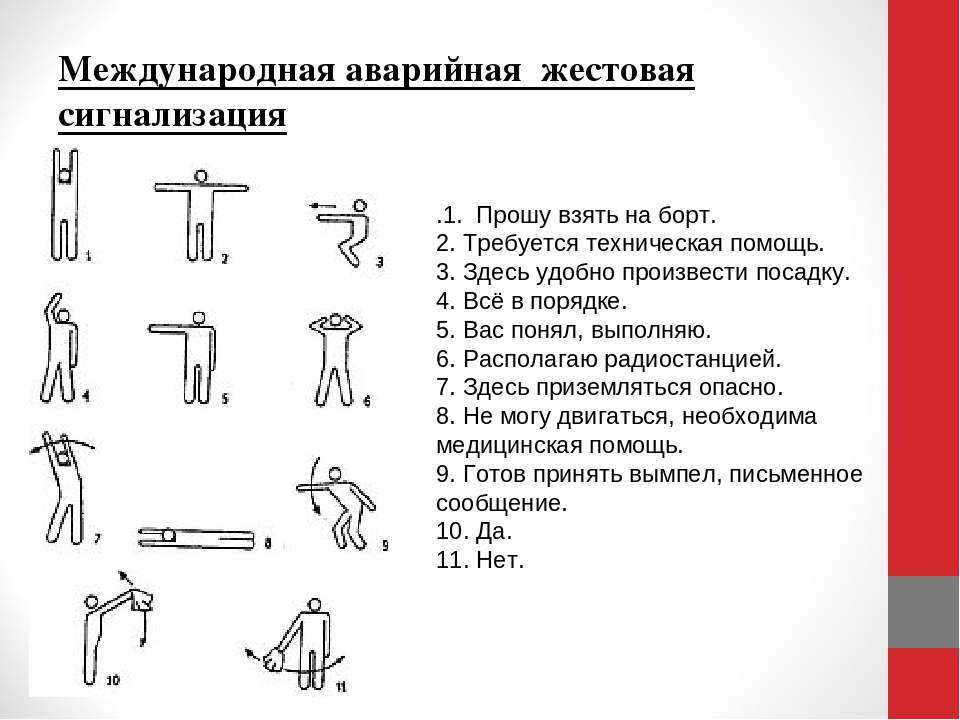 Международная аварийная жестовая
сигнализация
1
2
3
4
5
6
7
8
9
10
11
.1. Прошу взять на борт.
2. Требуется техническая помощь.
3. Здесь удобно произвести посадку.
4. Всё в порядке.
5. Вас понял, выполняю.
6. Располагаю радиостанцией.
7. Здесь приземляться опасно.
8. Не могу двигаться, необходима
медицинская помощь.
9. Готов принять вымпел, письменное
сообщение.
10. Да.
11. Нет.